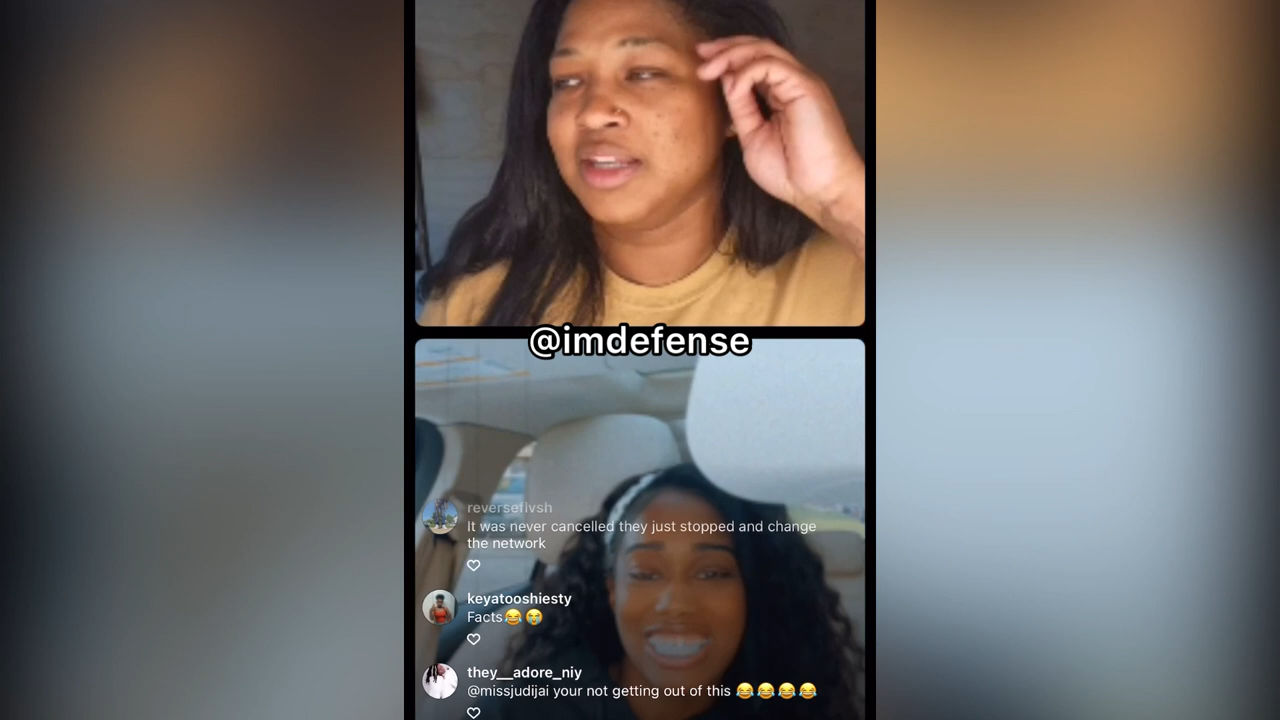 @imdefense
reverseflvsh
It was never cancelled they just stopped and change
the network
keyatooshiesty
Facts😂😭
they__adore_niy
@missjudijai your not getting out of this 😂😂😂😂